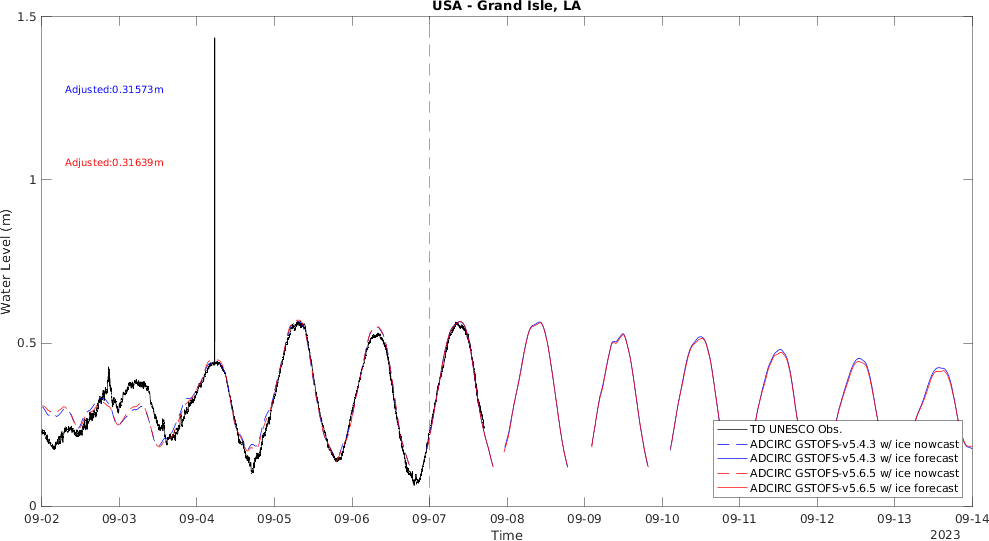 USA - Grand Isle, LA
1.5
Adjusted:0.31573m
Adjusted:0.31639m
1
Water Level (m)
0.5
0
TD UNESCO Obs.
ADCIRC GSTOFS-v5.4.3 w/ ice nowcast
ADCIRC GSTOFS-v5.4.3 w/ ice forecast
ADCIRC GSTOFS-v5.6.5 w/ ice nowcast
ADCIRC GSTOFS-v5.6.5 w/ ice forecast
09-02 09-03 09-04 09-05 09-06 09-07 09-08 09-09 09-10 09-11 09-12 09-13 09-14
Time
2023